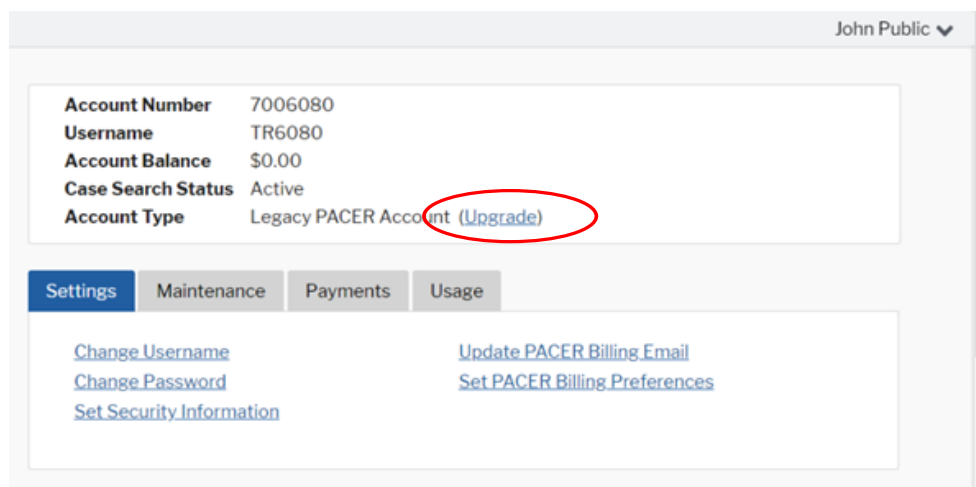 John Public
Account Number 7006080
Username TR6080
Account Balance $0.00
Case Search Status Active
Account Type Legacy PACER Account (Upgrade)
Settings Maintenance Payments Usage
Change Username Update PACER Billing Email
Change Password Set PACER Billing Preferences
Set Security Information